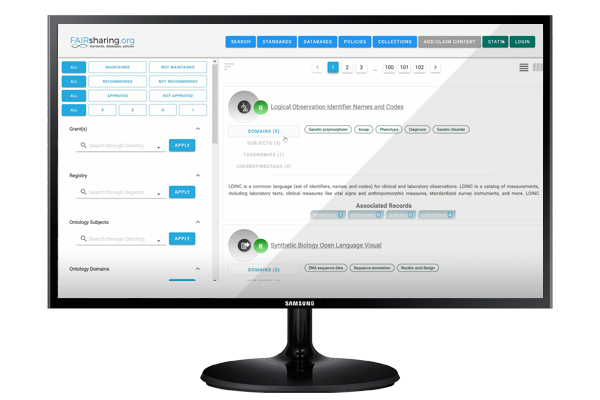 FAIRsharing.org
standards, databases, policies
SEARCH STANDARDS DATABASES POLICIES COLLECTIONS ADD/CLAIM CONTENT STATS LOGIN
ALL MAINTAINED NOT MAINTAINED
ALL RECOMMENDED NOT RECOMMENDED
ALL APPROVED NOT APPROVED
ALL
1 2 3 ... 100 101 102
Grant(s)
Search through Grant(s) APPLY
Registry
Search through Registry APPLY
Ontology Subjects
Search through Ontology APPLY
Ontology Domains
R Logical Observation Identifier Names and Codes
DOMAINS (5) Genetic polymorphism Assay Phenotype Diagnosis Genetic disorder
SUBJECTS (3)
TAXONOMIES (1)
USERDEFINEDTAGS (0)
LOINC is a common language (set of identifiers, names, and codes) for clinical and laboratory observations. LOINC is a catalog of measurements,
including laboratory tests, clinical measures like vital signs and anthropomorphic measures, standardized survey instruments, and more. LOINC
Associated Records
R Synthetic Biology Open Language Visual
DOMAINS (3) DNA sequence data Sequence annotation Nucleic acid design
SAMSUNG